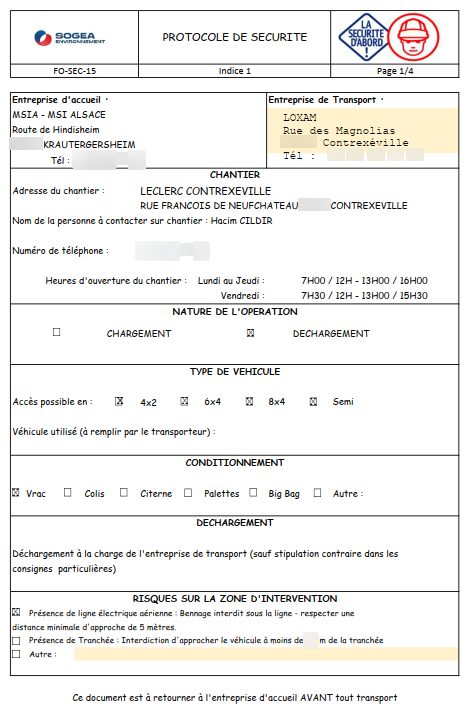 SOGEA
ENVIRONNEMENT
PROTOCOLE DE SECURITE
LA
SECURITE
D'ABORD!
FO-SEC-15
Indice 1
Page 1/4
Entreprise d'accueil :
MSIA - MSI ALSACE
Route de Hindisheim
KRAUTERGERSHEIM
Tél :
Entreprise de Transport :
LOXAM
Rue des Magnolias
Contrexéville
Tél :
CHANTIER
Adresse du chantier :
LECLERC CONTREXEVILLE
RUE FRANCOIS DE NEUFCHATEAU CONTREXEVILLE
Nom de la personne à contacter sur chantier : Hacim CILDIR
Numéro de téléphone :
Heures d'ouverture du chantier : Lundi au Jeudi : 7H00 / 12H - 13H00 / 16H00
Vendredi : 7H30 / 12H - 13H00 / 15H30
NATURE DE L'OPERATION
☐ CHARGEMENT ☒ DECHARGEMENT
TYPE DE VEHICULE
Accès possible en : ☒ 4x2 ☒ 6x4 ☒ 8x4 ☒ Semi
Véhicule utilisé (à remplir par le transporteur) :
CONDITIONNEMENT
☒ Vrac ☐ Colis ☐ Citerne ☐ Palettes ☐ Big Bag ☐ Autre :
DECHARGEMENT
Déchargement à la charge de l'entreprise de transport (sauf stipulation contraire dans les
consignes particulières)
RISQUES SUR LA ZONE D'INTERVENTION
☒ Présence de ligne électrique aérienne : Bennage interdit sous la ligne - respecter une
distance minimale d'approche de 5 mètres.
☐ Présence de Tranchée : Interdiction d'approcher le véhicule à moins de m de la tranchée
☐ Autre :
Ce document est à retourner à l'entreprise d'accueil AVANT tout transport